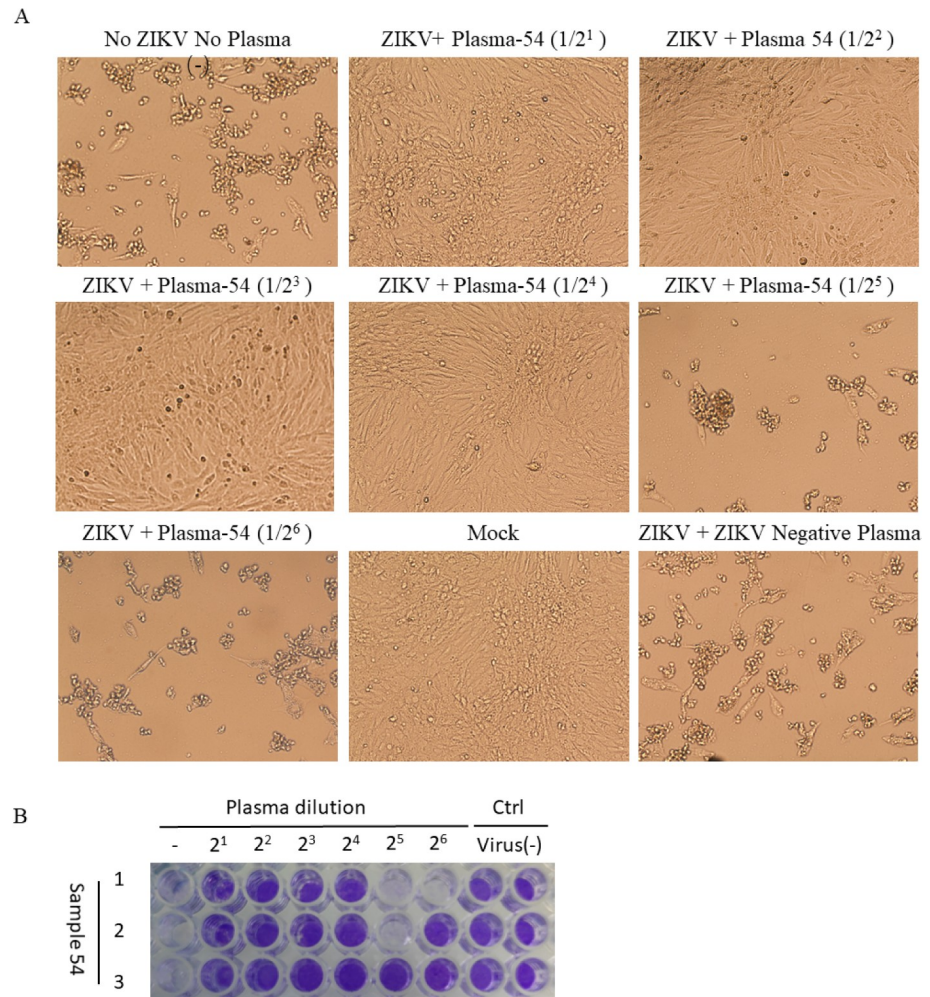 A
No ZIKV No Plasma
(-)
ZIKV+ Plasma-54 (1/2¹ )
ZIKV + Plasma 54 (1/2² )
ZIKV + Plasma-54 (1/2³ )
ZIKV + Plasma-54 (1/2⁴ )
ZIKV + Plasma-54 (1/2⁵ )
ZIKV + Plasma-54 (1/2⁶ )
Mock
ZIKV + ZIKV Negative Plasma
B
Plasma dilution
Ctrl
- 2¹ 2² 2³ 2⁴ 2⁵ 2⁶ Virus(-)
Sample 54
1
2
3